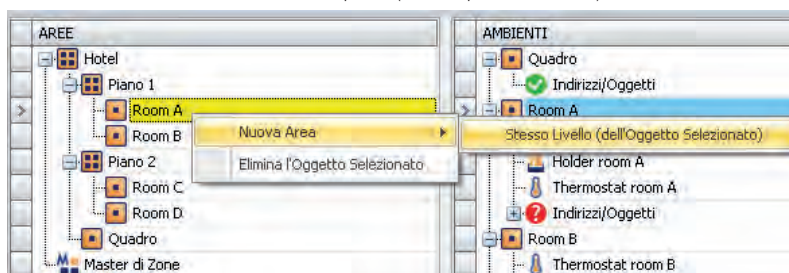 AREE
Hotel
Piano 1
Room A
Room B
Piano 2
Room C
Room D
Quadro
Master di Zone
Nuova Area
Elimina l'Oggetto Selezionato
Stesso Livello (dell'Oggetto Selezionato)
AMBIENTI
Quadro
Indirizzi/Oggetti
Room A
Holder room A
Thermostat room A
Indirizzi/Oggetti
Room B
Thermostat room B